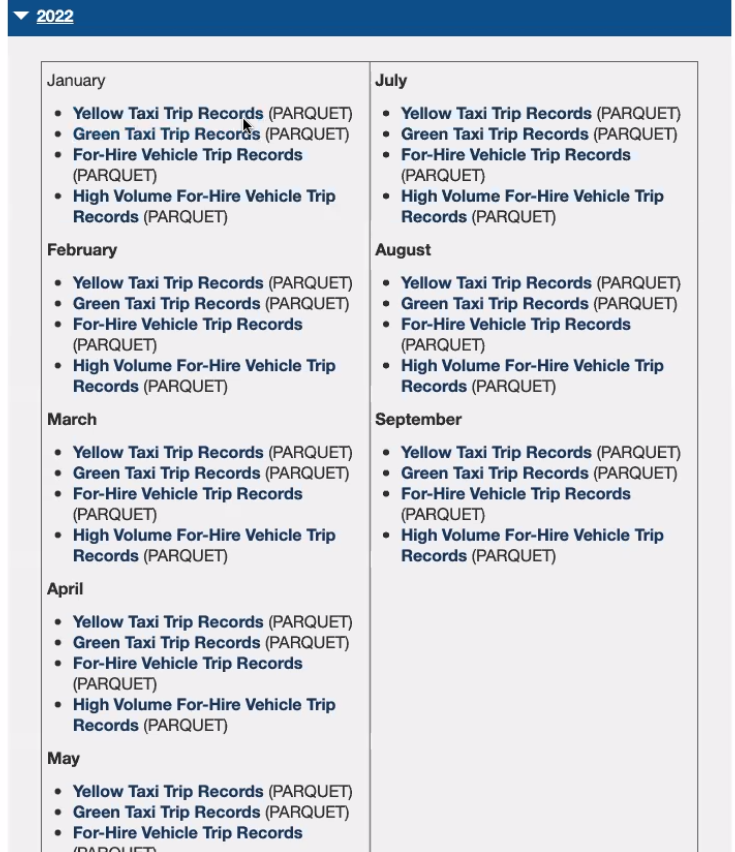 2022
January
Yellow Taxi Trip Records (PARQUET)
Green Taxi Trip Records (PARQUET)
For-Hire Vehicle Trip Records
(PARQUET)
High Volume For-Hire Vehicle Trip
Records (PARQUET)
February
Yellow Taxi Trip Records (PARQUET)
Green Taxi Trip Records (PARQUET)
For-Hire Vehicle Trip Records
(PARQUET)
High Volume For-Hire Vehicle Trip
Records (PARQUET)
March
Yellow Taxi Trip Records (PARQUET)
Green Taxi Trip Records (PARQUET)
For-Hire Vehicle Trip Records
(PARQUET)
High Volume For-Hire Vehicle Trip
Records (PARQUET)
April
Yellow Taxi Trip Records (PARQUET)
Green Taxi Trip Records (PARQUET)
For-Hire Vehicle Trip Records
(PARQUET)
High Volume For-Hire Vehicle Trip
Records (PARQUET)
May
Yellow Taxi Trip Records (PARQUET)
Green Taxi Trip Records (PARQUET)
For-Hire Vehicle Trip Records
(PARQUET)
July
Yellow Taxi Trip Records (PARQUET)
Green Taxi Trip Records (PARQUET)
For-Hire Vehicle Trip Records
(PARQUET)
High Volume For-Hire Vehicle Trip
Records (PARQUET)
August
Yellow Taxi Trip Records (PARQUET)
Green Taxi Trip Records (PARQUET)
For-Hire Vehicle Trip Records
(PARQUET)
High Volume For-Hire Vehicle Trip
Records (PARQUET)
September
Yellow Taxi Trip Records (PARQUET)
Green Taxi Trip Records (PARQUET)
For-Hire Vehicle Trip Records
(PARQUET)
High Volume For-Hire Vehicle Trip
Records (PARQUET)